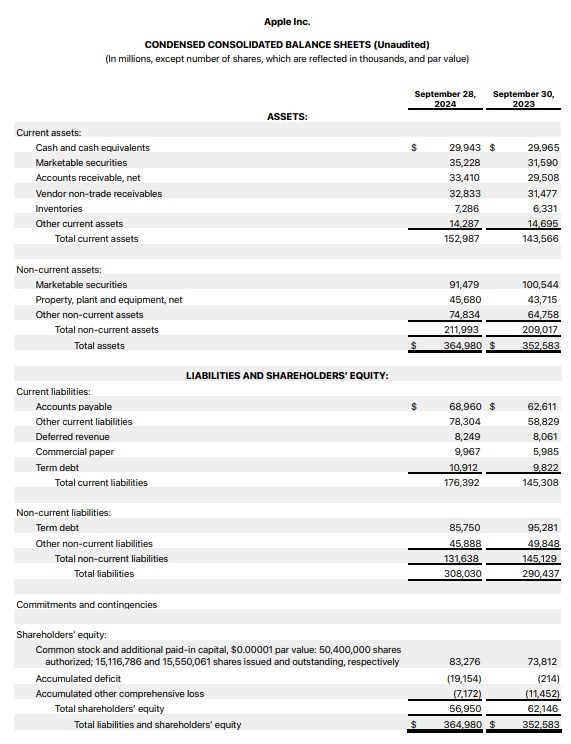 Apple Inc.
CONDENSED CONSOLIDATED BALANCE SHEETS (Unaudited)
(In millions, except number of shares, which are reflected in thousands, and par value)
September 28, September 30,
2024 2023
ASSETS:
Current assets:
Cash and cash equivalents $ 29,943 $ 29,965
Marketable securities 35,228 31,590
Accounts receivable, net 33,410 29,508
Vendor non-trade receivables 32,833 31,477
Inventories 7,286 6,331
Other current assets 14,287 14,695
Total current assets 152,987 143,566
Non-current assets:
Marketable securities 91,479 100,544
Property, plant and equipment, net 45,680 43,715
Other non-current assets 74,834 64,758
Total non-current assets 211,993 209,017
Total assets $ 364,980 $ 352,583
LIABILITIES AND SHAREHOLDERS’ EQUITY:
Current liabilities:
Accounts payable $ 68,960 $ 62,611
Other current liabilities 78,304 58,829
Deferred revenue 8,249 8,061
Commercial paper 9,967 5,985
Term debt 10,912 9,822
Total current liabilities 176,392 145,308
Non-current liabilities:
Term debt 85,750 95,281
Other non-current liabilities 45,888 49,848
Total non-current liabilities 131,638 145,129
Total liabilities 308,030 290,437
Commitments and contingencies
Shareholders’ equity:
Common stock and additional paid-in capital, $0.00001 par value: 50,400,000 shares
authorized; 15,116,786 and 15,550,061 shares issued and outstanding, respectively 83,276 73,812
Accumulated deficit (19,154) (214)
Accumulated other comprehensive loss (7,172) (11,452)
Total shareholders’ equity 56,950 62,146
Total liabilities and shareholders’ equity $ 364,980 $ 352,583